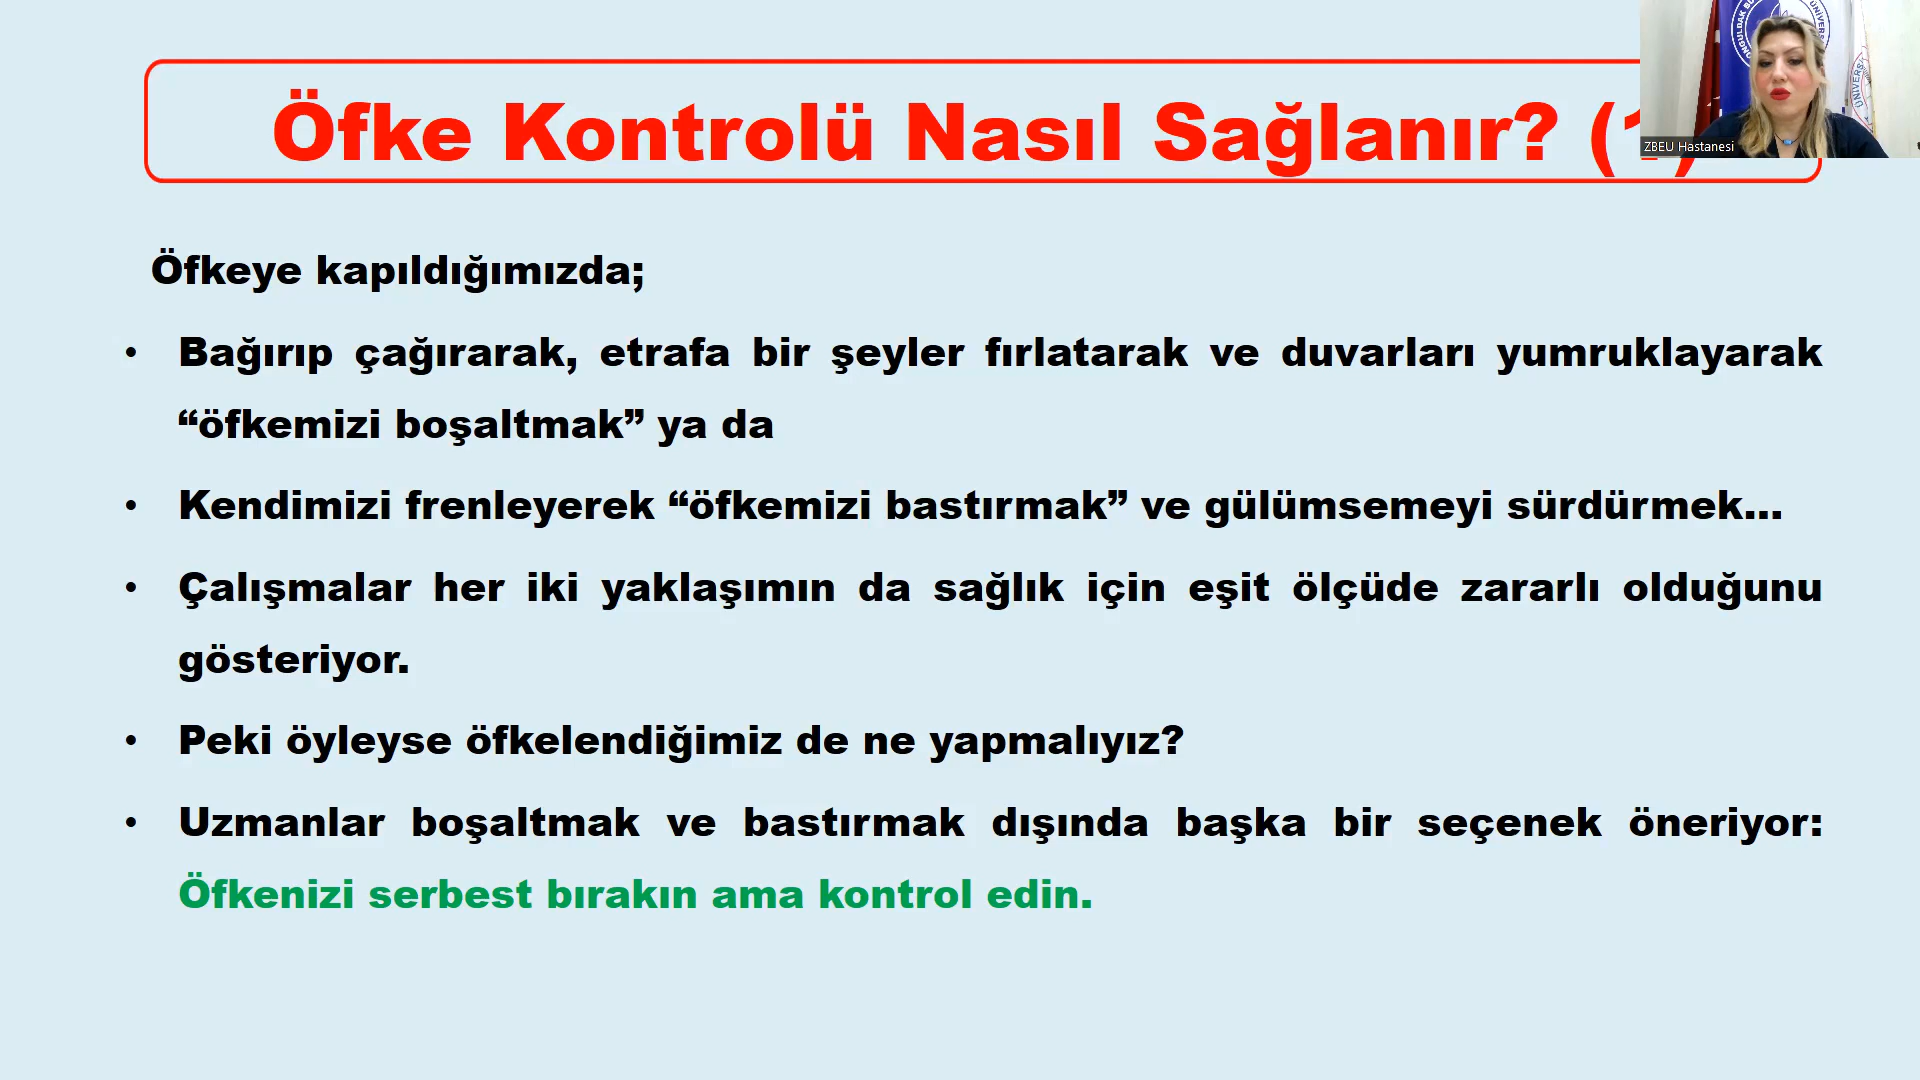 Öfke Kontrolü Nasıl Sağlanır? (1)
ZBEU Hastanesi
Öfkeye kapıldığımızda;
• Bağırıp çağırarak, etrafa bir şeyler fırlatarak ve duvarları yumruklayarak
“öfkemizi boşaltmak” ya da
• Kendimizi frenleyerek “öfkemizi bastırmak” ve gülümsemeyi sürdürmek...
• Çalışmalar her iki yaklaşımın da sağlık için eşit ölçüde zararlı olduğunu
gösteriyor.
• Peki öyleyse öfkelendiğimiz de ne yapmalıyız?
• Uzmanlar boşaltmak ve bastırmak dışında başka bir seçenek öneriyor:
Öfkenizi serbest bırakın ama kontrol edin.